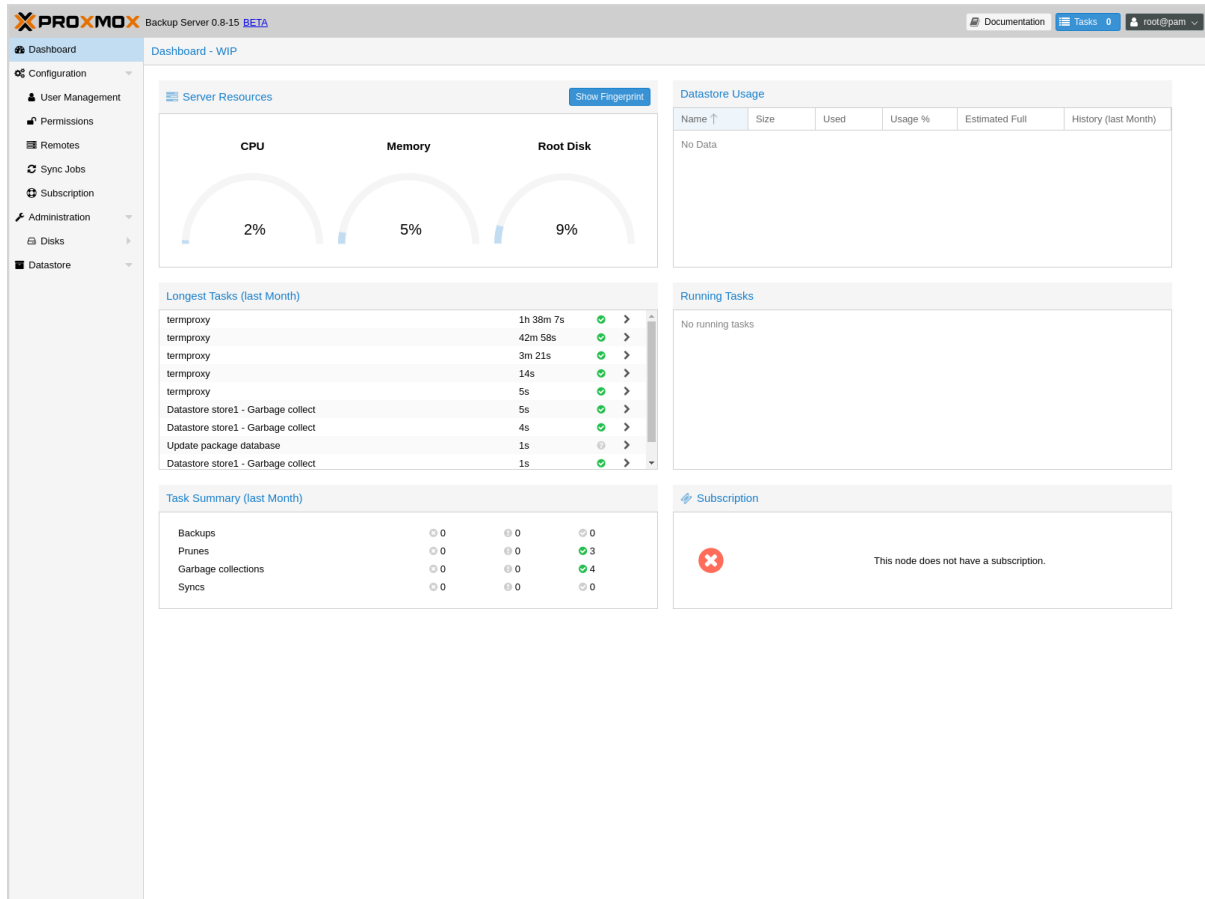 PROXMOX Backup Server 0.8-15 BETA
Documentation
Tasks 0
root@pam
Dashboard
Configuration
User Management
Permissions
Remotes
Sync Jobs
Subscription
Administration
Disks
Datastore
Dashboard - WIP
Server Resources
Show Fingerprint
CPU Memory Root Disk
2% 5% 9%
Datastore Usage
Name Size Used Usage % Estimated Full History (last Month)
No Data
Longest Tasks (last Month)
termproxy 1h 38m 7s
termproxy 42m 58s
termproxy 3m 21s
termproxy 14s
termproxy 5s
Datastore store1 - Garbage collect 5s
Datastore store1 - Garbage collect 4s
Update package database 1s
Datastore store1 - Garbage collect 1s
Running Tasks
No running tasks
Task Summary (last Month)
Backups 0 0 0
Prunes 0 0 3
Garbage collections 0 0 4
Syncs 0 0 0
Subscription
This node does not have a subscription.